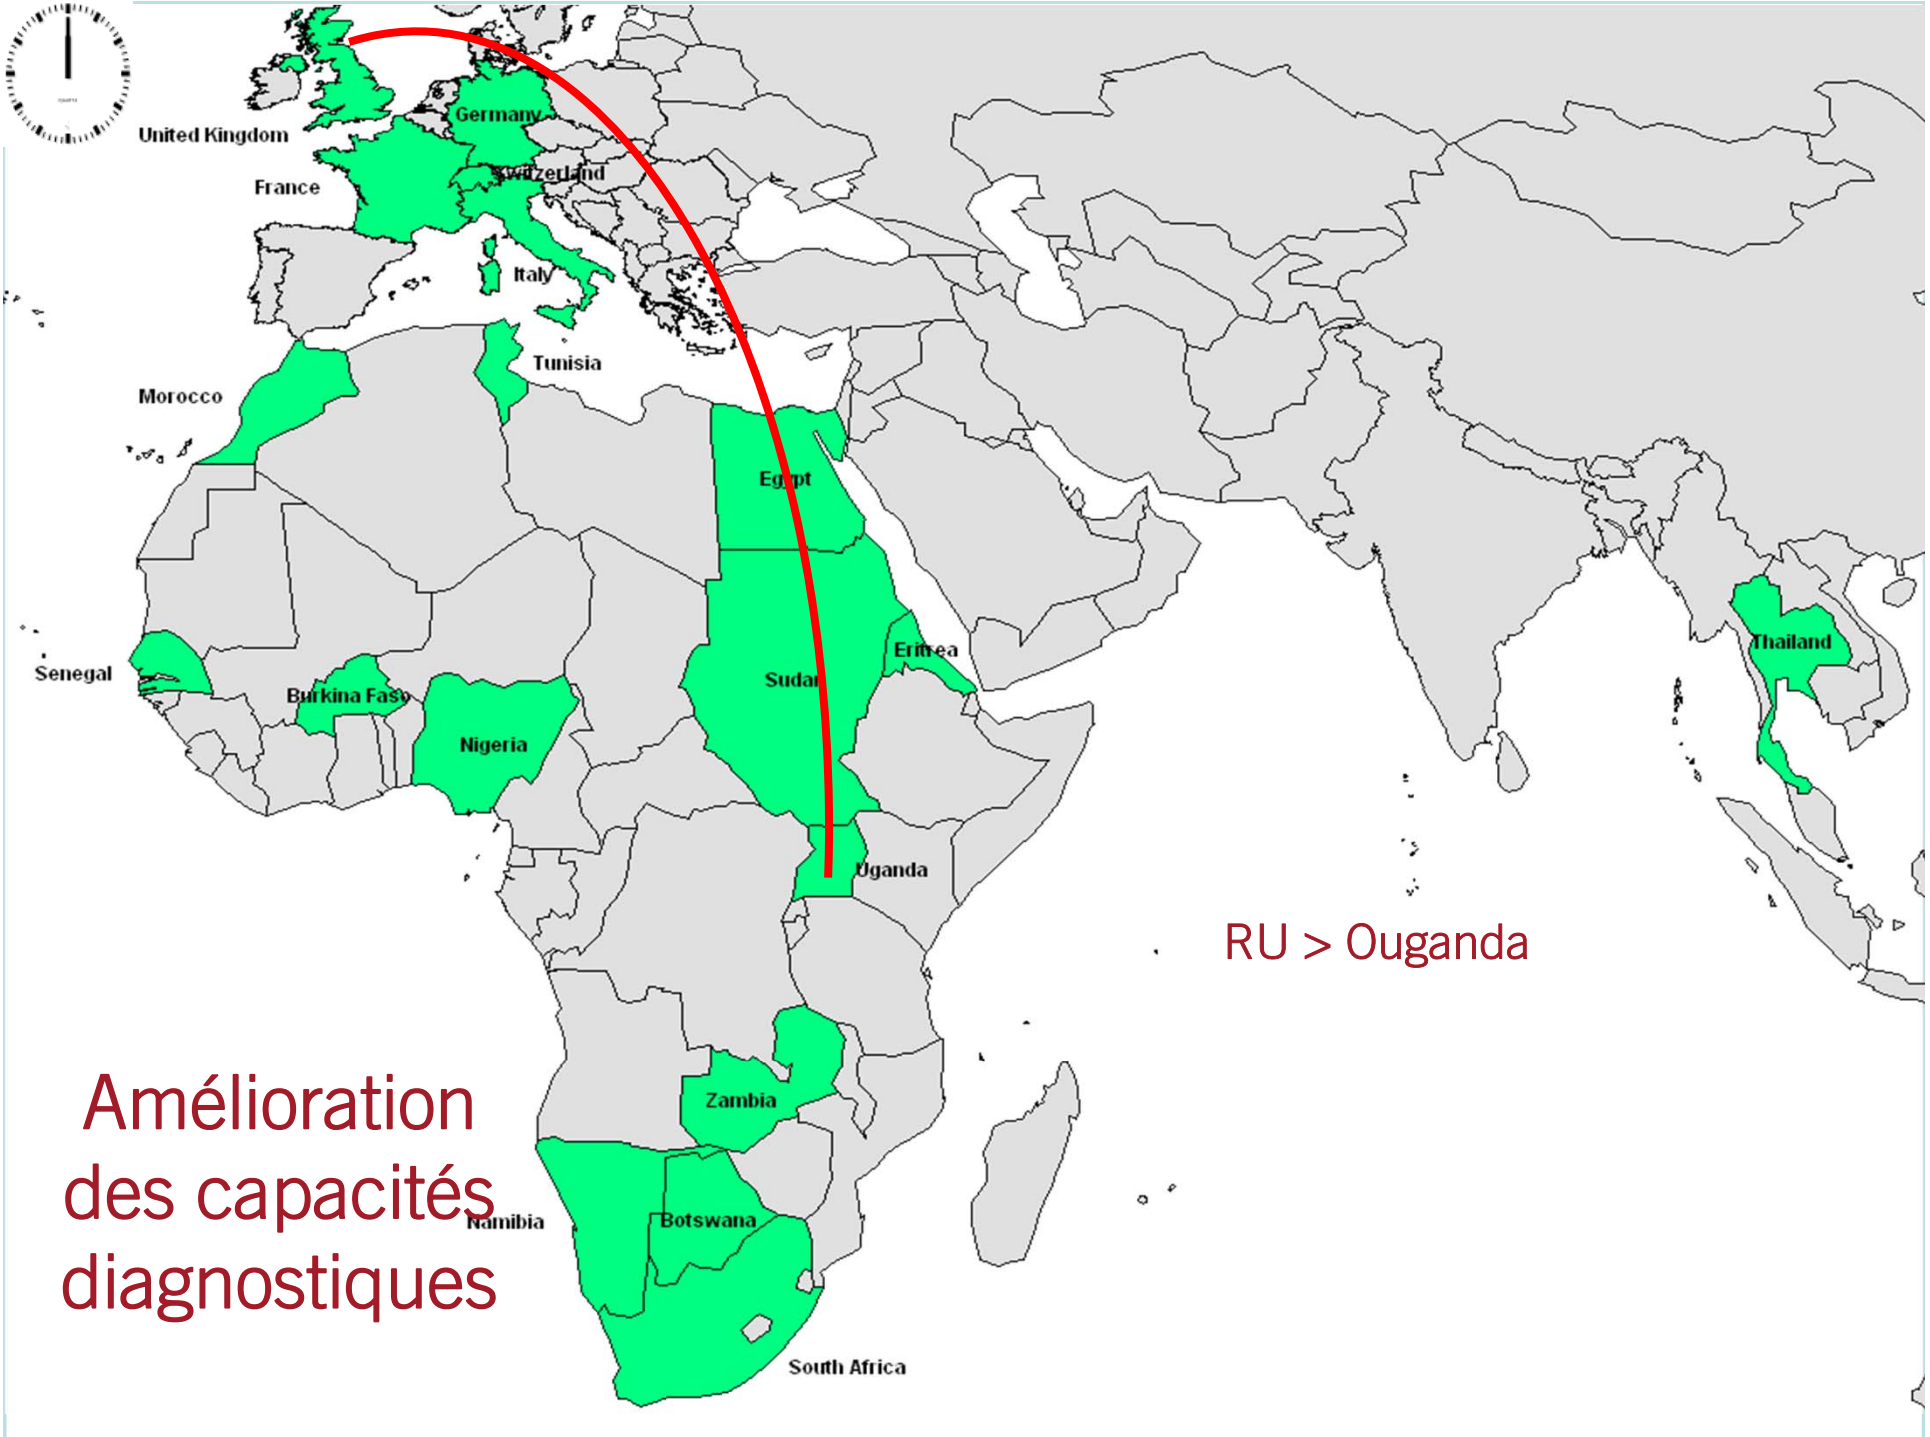 United Kingdom
Germany
Switzerland
France
Italy
Tunisia
Morocco
Egypt
Eritrea
Thailand
Senegal
Sudan
Burkina Faso
Nigeria
Uganda
RU > Ouganda
Amélioration
des capacités
diagnostiques
Zambia
Namibia
Botswana
South Africa